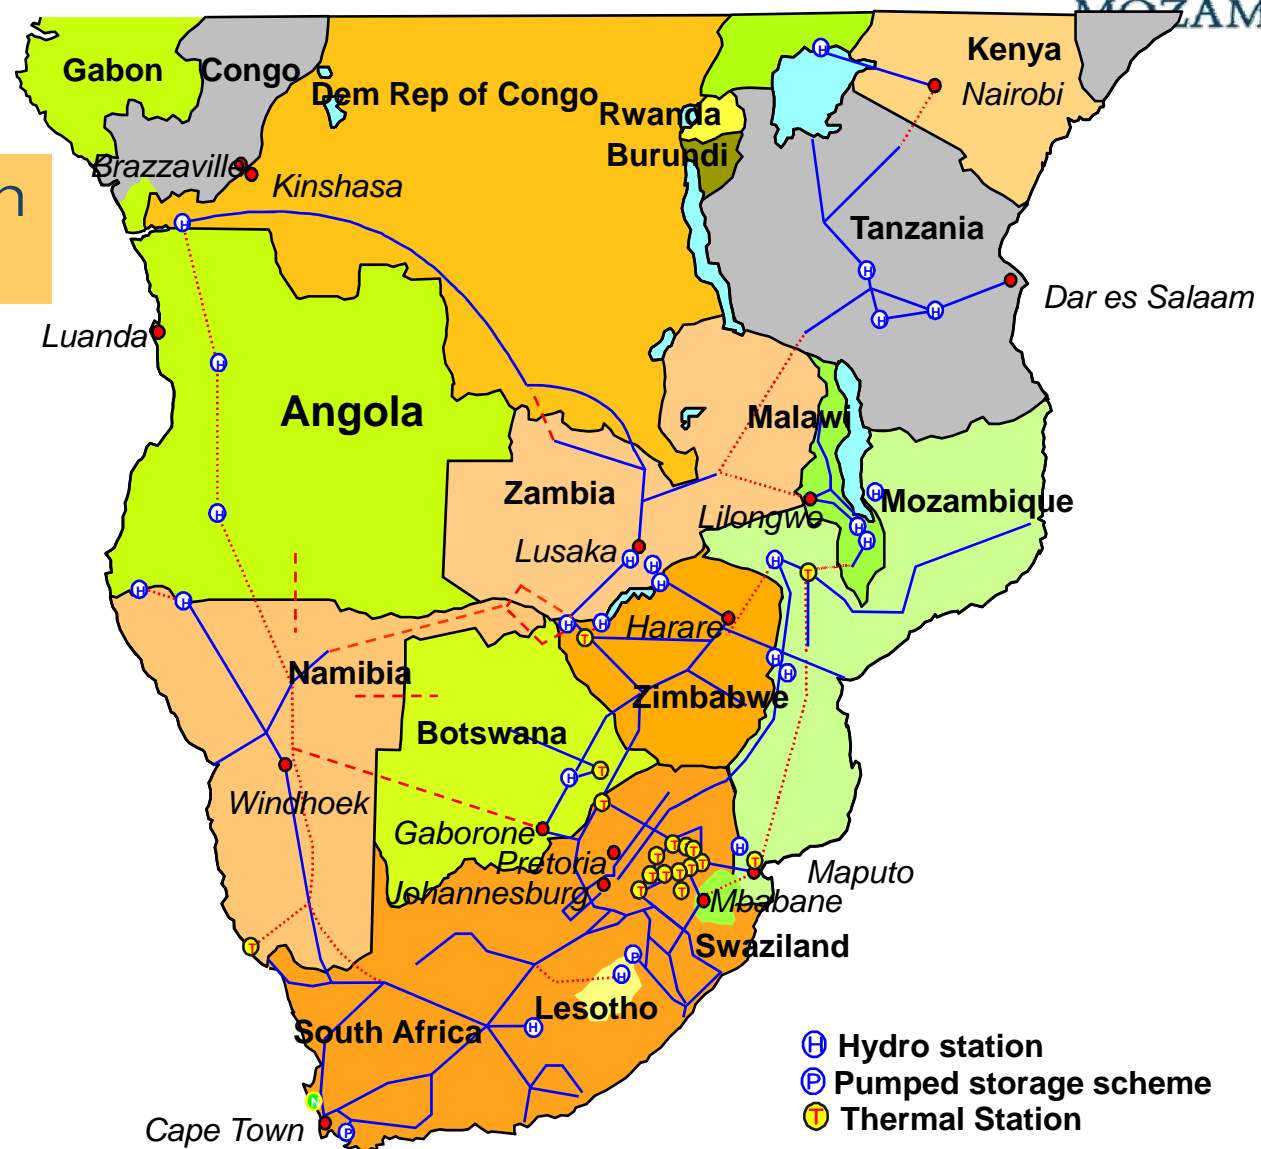 MOZAM
Gabon
Congo
Dem Rep of Congo
Kenya
Nairobi
Rwanda
Burundi
Brazzaville
Kinshasa
n
Tanzania
Dar es Salaam
Luanda
Angola
Malawi
Zambia
Mozambique
Lilongwe
Lusaka
Harare
Namibia
Zimbabwe
Botswana
Windhoek
Gaborone
Pretoria
Johannesburg
Maputo
Mbabane
Swaziland
Lesotho
South Africa
Cape Town
H Hydro station
P Pumped storage scheme
T Thermal Station